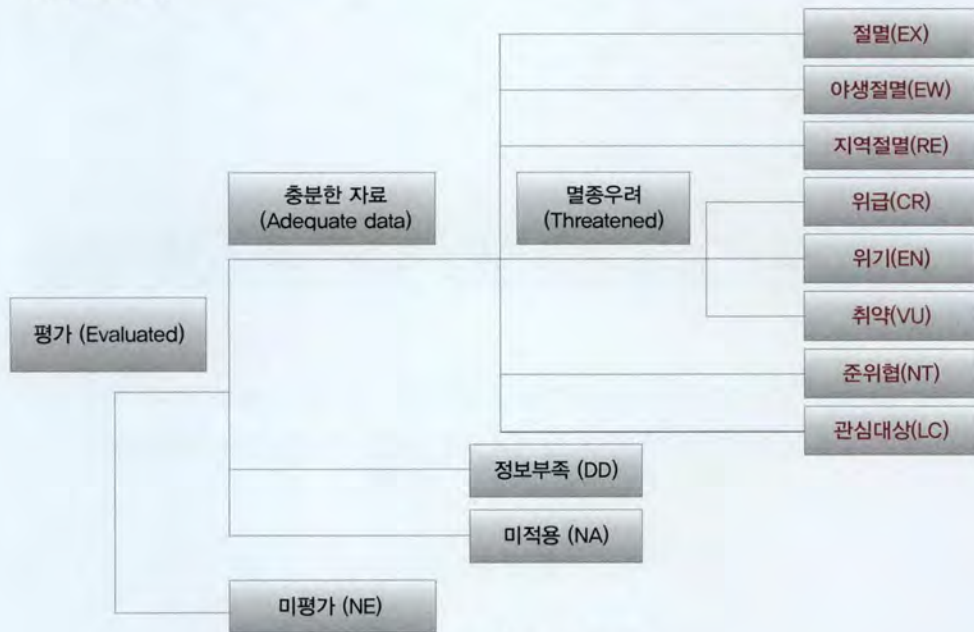 절멸(EX)
야생절멸(EW)
지역절멸(RE)
충분한 자료
(Adequate data)
멸종우려
(Threatened)
위급(CR)
위기(EN)
평가 (Evaluated)
취약(VU)
준위협(NT)
관심대상(LC)
정보부족 (DD)
미적용 (NA)
미평가 (NE)